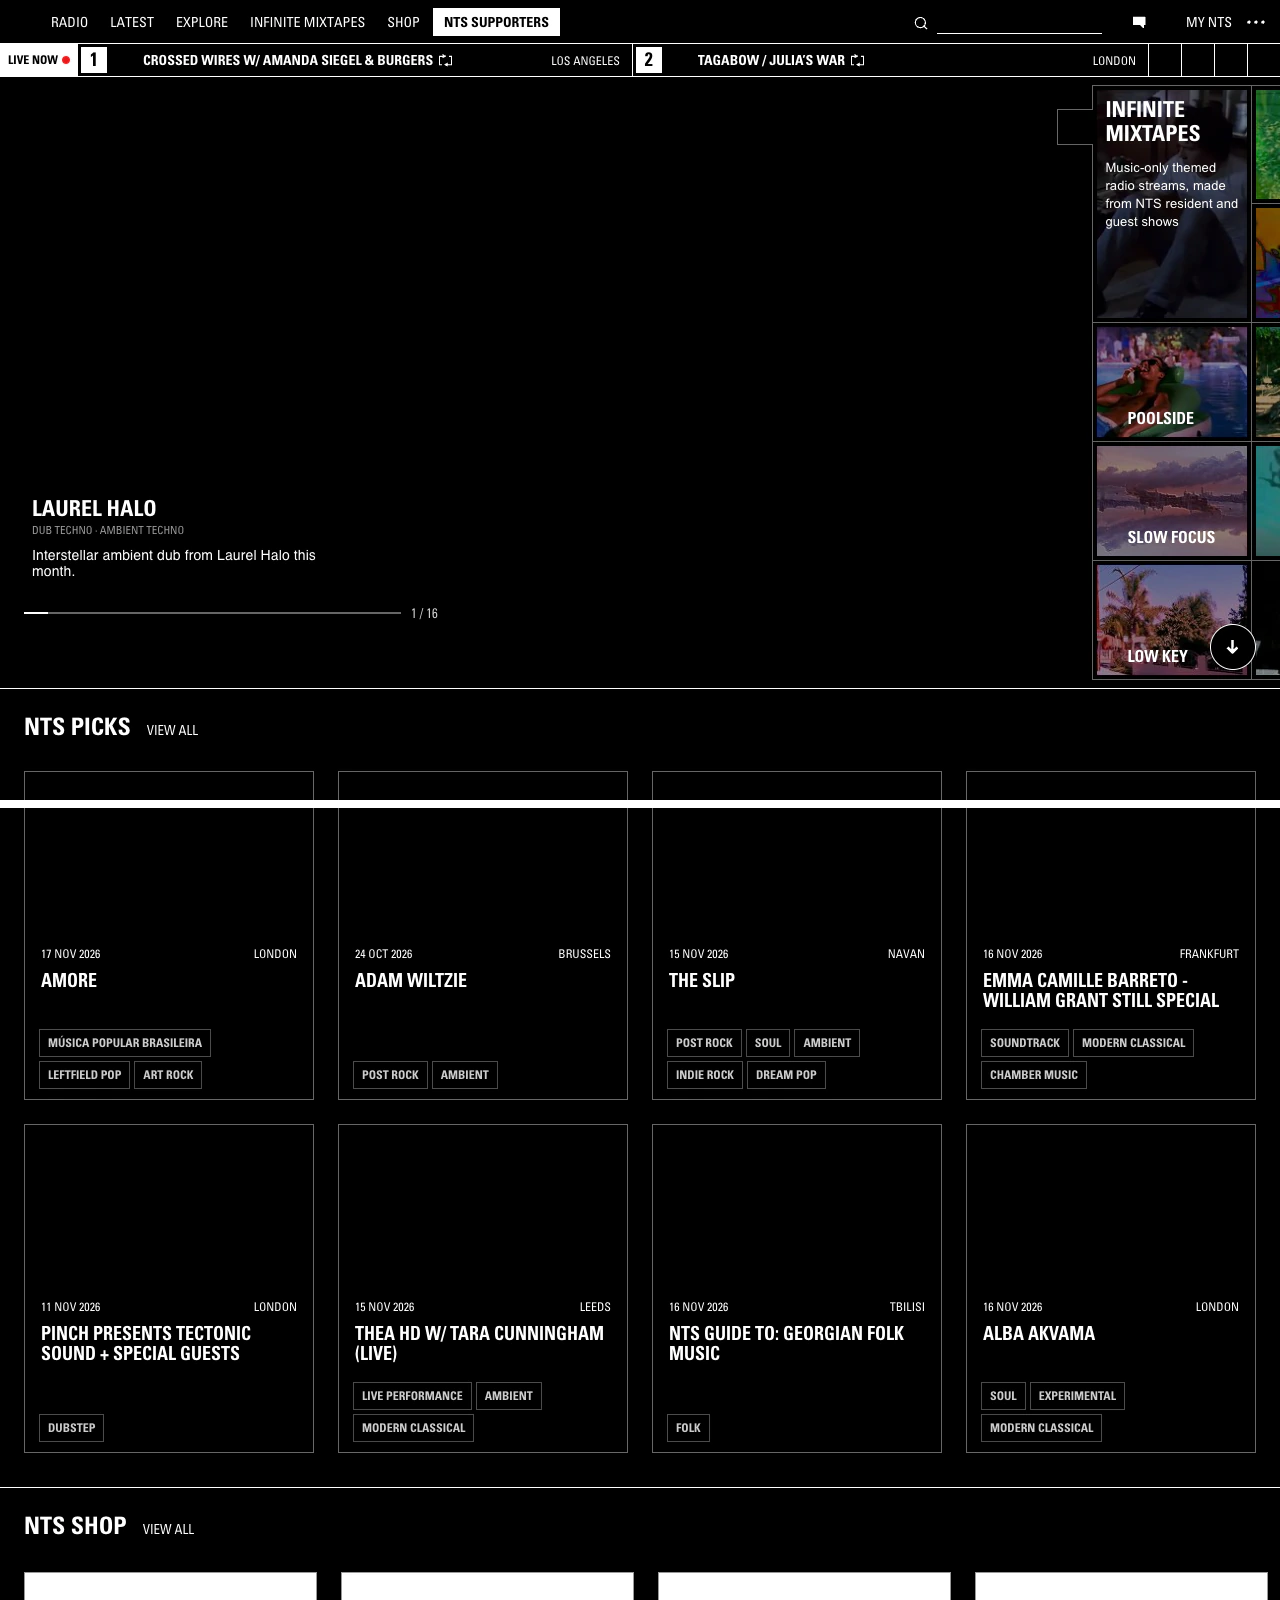 RADIO LATEST EXPLORE INFINITE MIXTAPES SHOP NTS SUPPORTERS MY NTS
LIVE NOW 1 CROSSED WIRES W/ AMANDA SIEGEL & BURGERS LOS ANGELES 2 TAGABOW / JULIA'S WAR LONDON
INFINITE
MIXTAPES
Music-only themed
radio streams, made
from NTS resident and
guest shows
POOLSIDE
SLOW FOCUS
LOW KEY
LAUREL HALO
DUB TECHNO · AMBIENT TECHNO
Interstellar ambient dub from Laurel Halo this
month.
1 / 16
NTS PICKS VIEW ALL
17 NOV 2026 LONDON
AMORE
MÚSICA POPULAR BRASILEIRA
LEFTFIELD POP ART ROCK
24 OCT 2026 BRUSSELS
ADAM WILTZIE
POST ROCK AMBIENT
15 NOV 2026 NAVAN
THE SLIP
POST ROCK SOUL AMBIENT
INDIE ROCK DREAM POP
16 NOV 2026 FRANKFURT
EMMA CAMILLE BARRETO -
WILLIAM GRANT STILL SPECIAL
SOUNDTRACK MODERN CLASSICAL
CHAMBER MUSIC
11 NOV 2026 LONDON
PINCH PRESENTS TECTONIC
SOUND + SPECIAL GUESTS
DUBSTEP
15 NOV 2026 LEEDS
THEA HD W/ TARA CUNNINGHAM
(LIVE)
LIVE PERFORMANCE AMBIENT
MODERN CLASSICAL
16 NOV 2026 TBILISI
NTS GUIDE TO: GEORGIAN FOLK
MUSIC
FOLK
16 NOV 2026 LONDON
ALBA AKVAMA
SOUL EXPERIMENTAL
MODERN CLASSICAL
NTS SHOP VIEW ALL